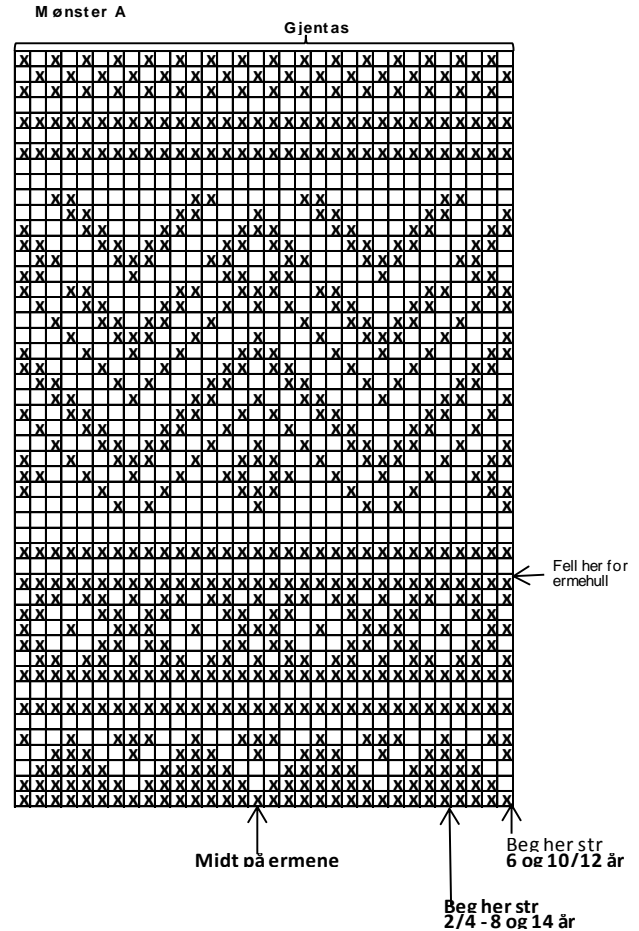 Mønster A
Gjentas
Fell her for
ermehull
Midt på ermene
Beg her str
6 og 10/12 år
Beg her str
2/4 - 8 og 14 år